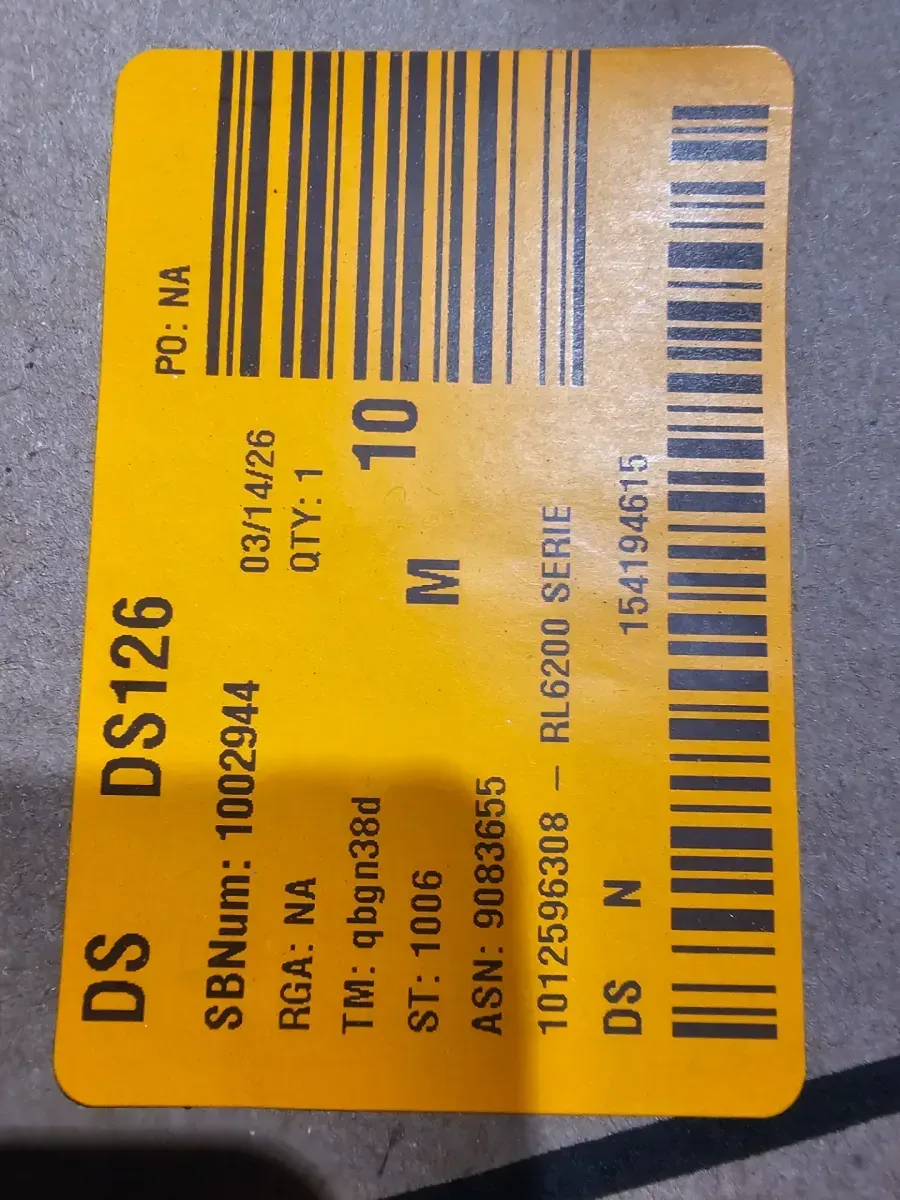 DS DS126
PO: NA
SBNum: 1002944 03/14/26
RGA: NA QTY: 1
TM: qbgn38d 10
ST: 1006 M
ASN: 9083655
1012596308 – RL6200 SERIE
DS N 154194615